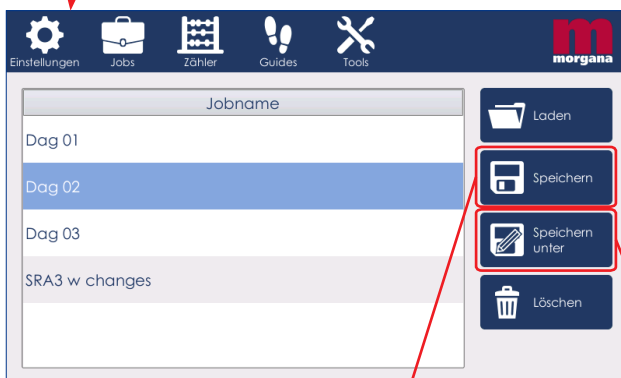 Einstellungen Jobs Zähler Guides Tools
morgana
Jobname
Laden
Dag 01
Dag 02
Speichern
Dag 03
Speichern
unter
SRA3 w changes
Löschen